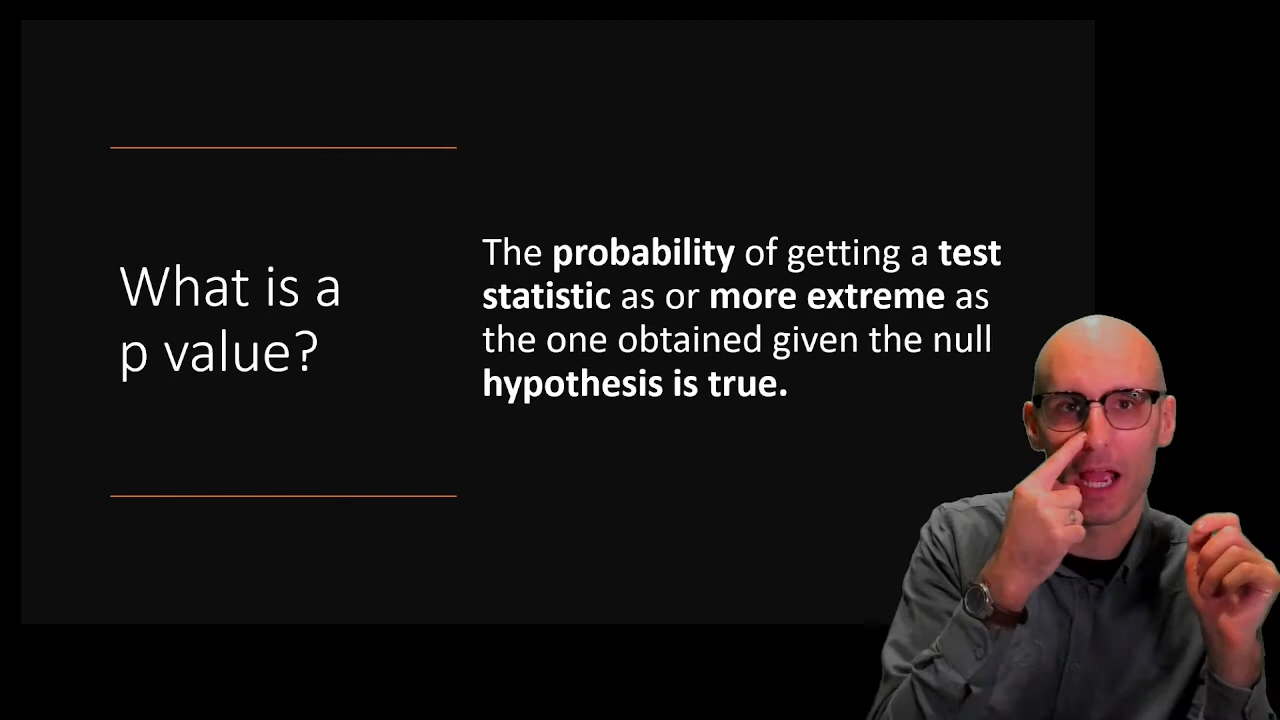 What is a
p value?
The probability of getting a test
statistic as or more extreme as
the one obtained given the null
hypothesis is true.